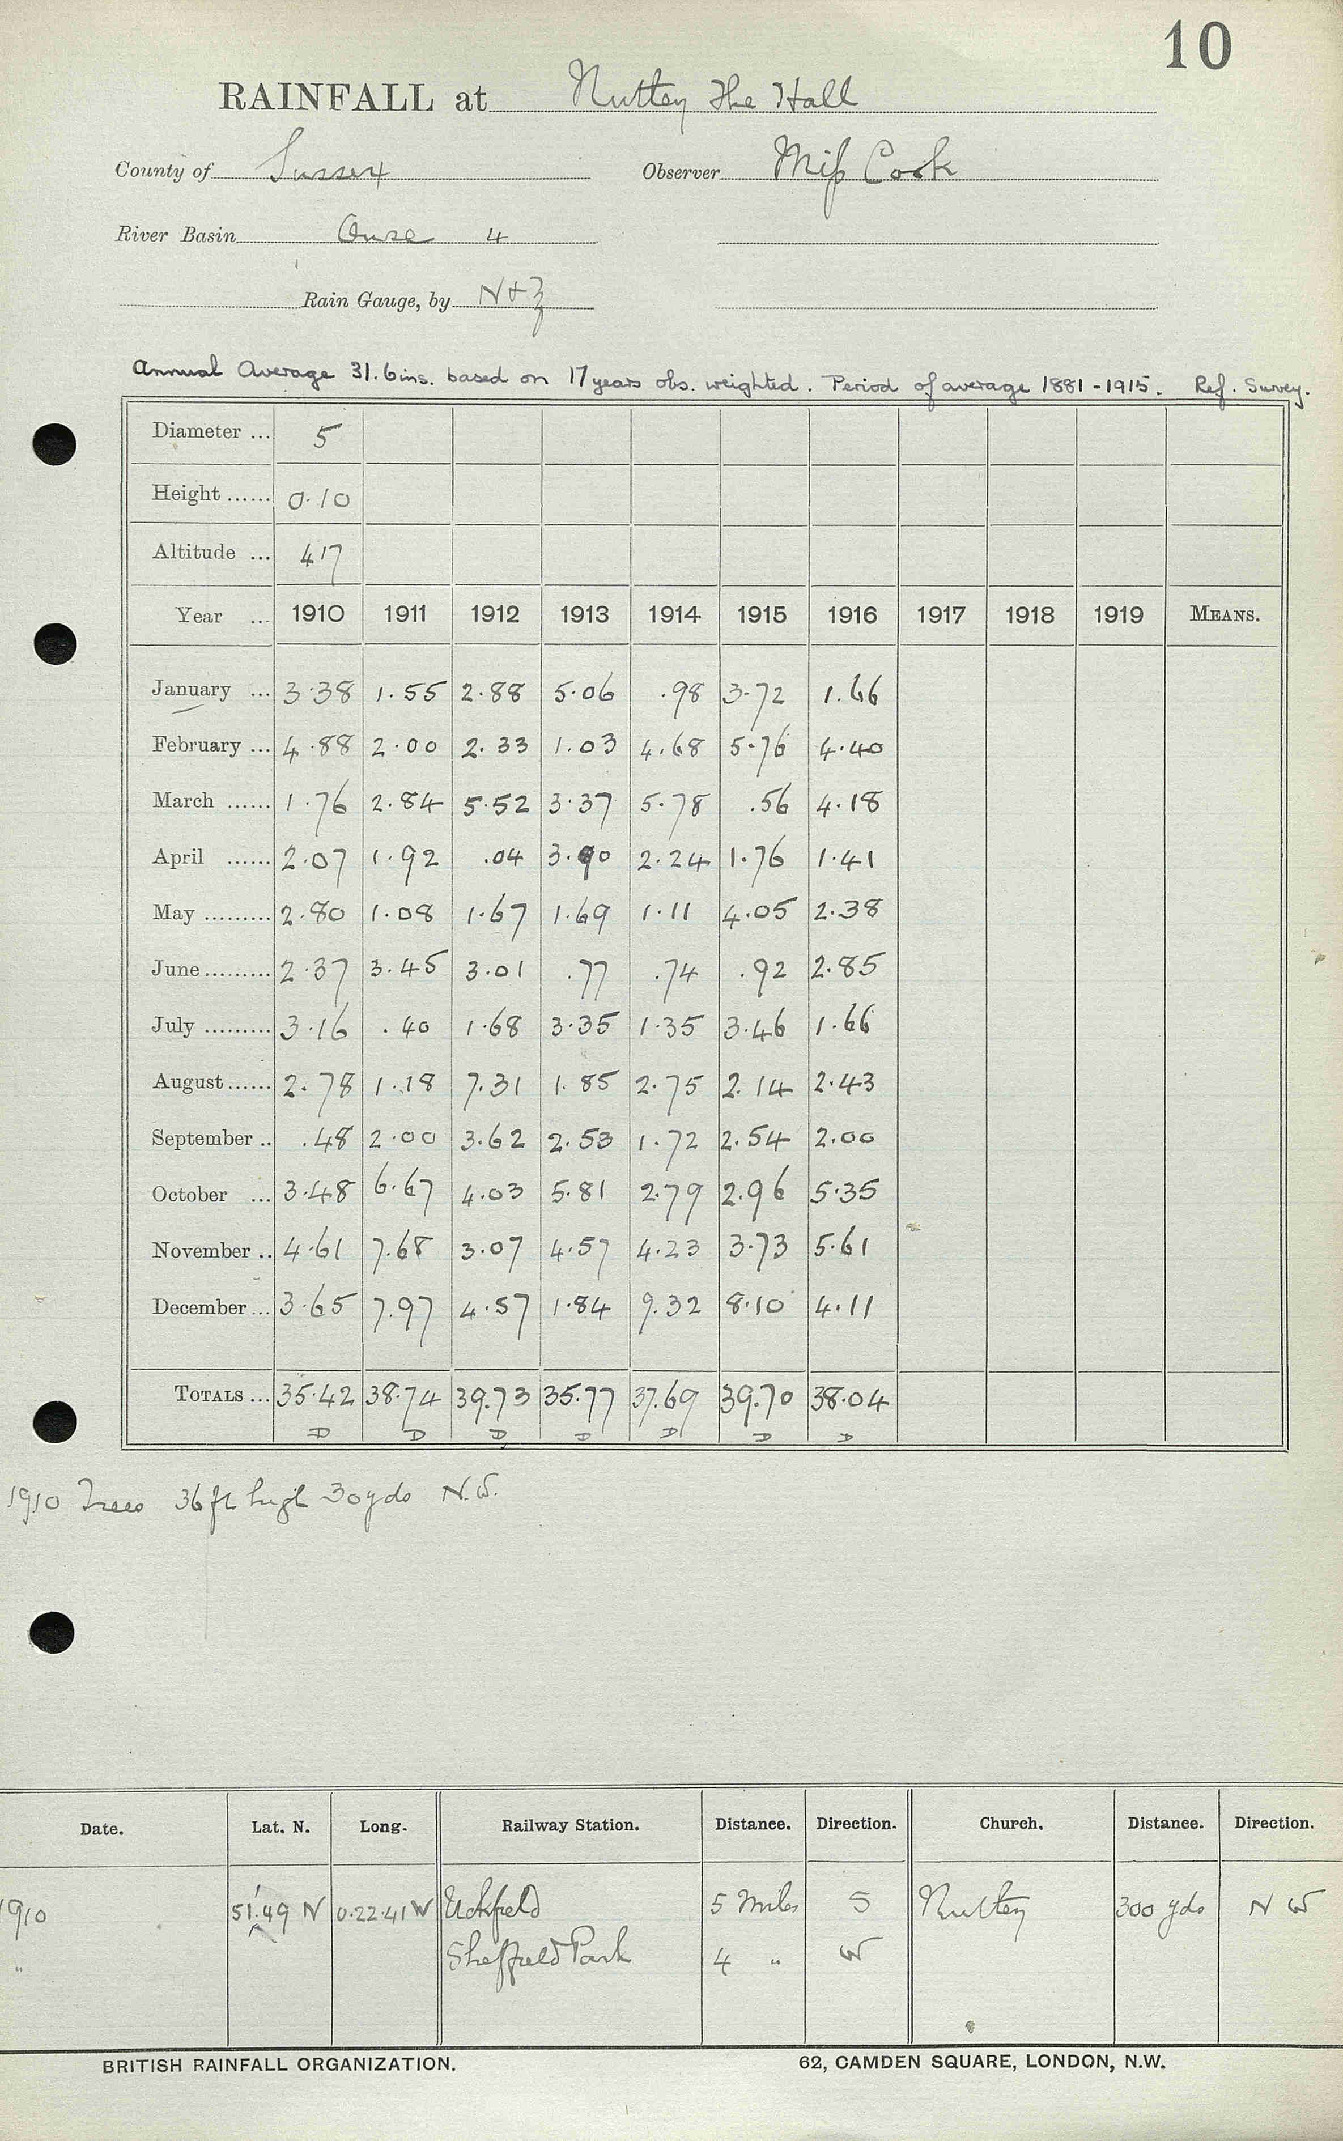 10
RAINFALL at Nutley The Hall
County of Sussex Observer Miss Cook
River Basin Ouse 4
Rain Gauge, by N+Z
Annual Average 31.6 ins. based on 17 years obs. weighted. Period of average 1881-1915. Ref. Survey.
Diameter ... 5
Height ...... 0.10
Altitude ... 417
Year ... 1910 1911 1912 1913 1914 1915 1916 1917 1918 1919 MEANS.
January ... 3.38 1.55 2.88 5.06 .98 3.72 1.66
February ... 4.88 2.00 2.33 1.03 4.68 5.76 4.40
March ...... 1.76 2.84 5.52 3.37 5.78 .56 4.18
April ...... 2.07 1.92 .04 3.90 2.24 1.76 1.41
May ......... 2.80 1.08 1.67 1.69 1.11 4.05 2.38
June ......... 2.37 3.45 3.01 .77 .74 .92 2.85
July ......... 3.16 .40 1.68 3.35 1.35 3.46 1.66
August ...... 2.78 1.18 7.31 1.85 2.75 2.14 2.43
September .. .48 2.00 3.62 2.53 1.72 2.54 2.00
October ... 3.48 6.67 4.03 5.81 2.79 2.96 5.35
November .. 4.61 7.68 3.07 4.57 4.23 3.73 5.61
December ... 3.65 7.97 4.57 1.84 9.32 8.10 4.11
TOTALS ... 35.42 38.74 39.73 35.77 37.69 39.70 38.04
D D D D D D D
1910 Trees 36 ft high 30 yds N.W.
Date. Lat. N. Long. Railway Station. Distance. Direction. Church. Distance. Direction.
1910 51.1.49 N 0.22.41 W Uckfield 5 Miles S Nutley 300 yds N W
" Sheffield Park 4 " W
BRITISH RAINFALL ORGANIZATION. 62, CAMDEN SQUARE, LONDON, N.W.